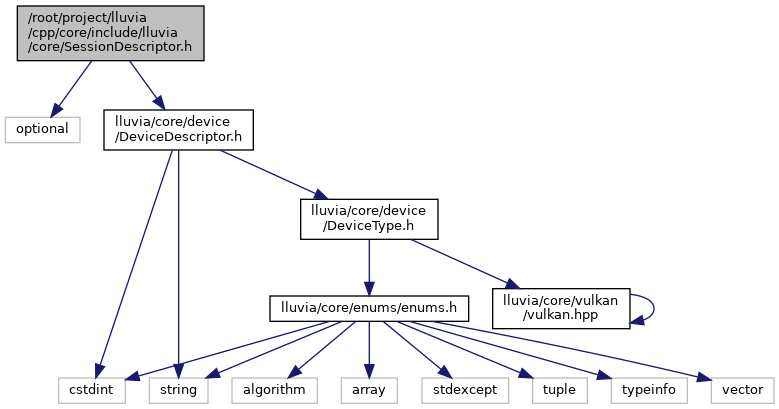 /root/project/lluvia
/cpp/core/include/lluvia
/core/SessionDescriptor.h
optional
lluvia/core/device
/DeviceDescriptor.h
lluvia/core/device
/DeviceType.h
lluvia/core/enums/enums.h
lluvia/core/vulkan
/vulkan.hpp
cstdint
string
algorithm
array
stdexcept
tuple
typeinfo
vector